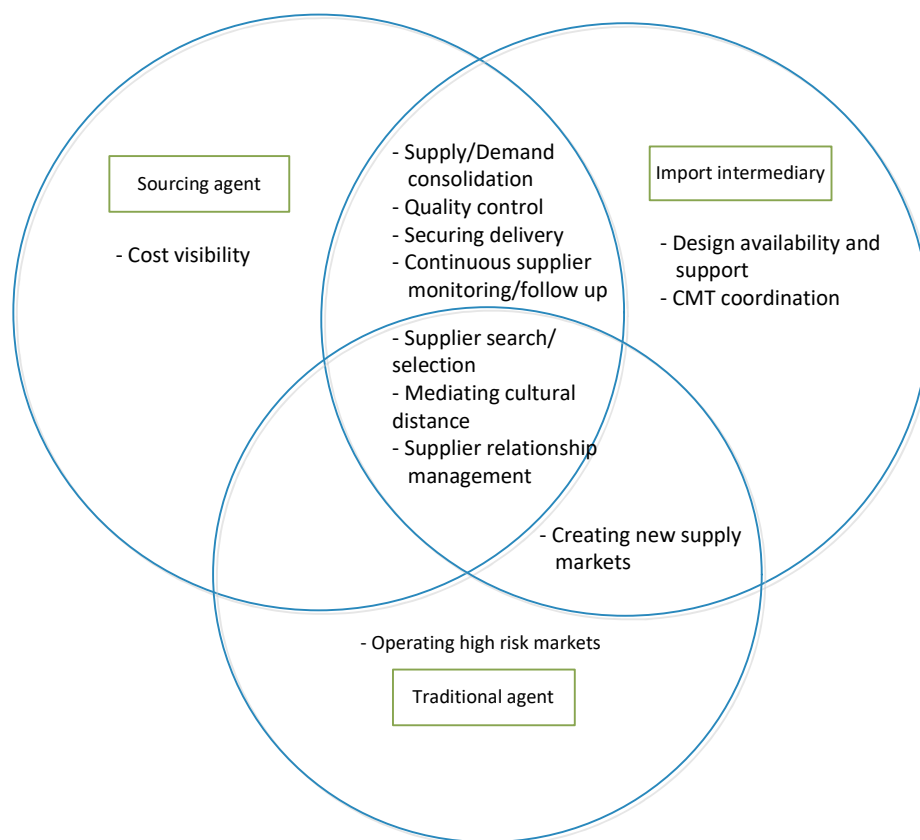 Sourcing agent
- Cost visibility
- Supply/Demand
consolidation
- Quality control
- Securing delivery
- Continuous supplier
monitoring/follow up
Import intermediary
- Design availability and
support
- CMT coordination
- Supplier search/
selection
- Mediating cultural
distance
- Supplier relationship
management
- Creating new supply
markets
- Operating high risk markets
Traditional agent